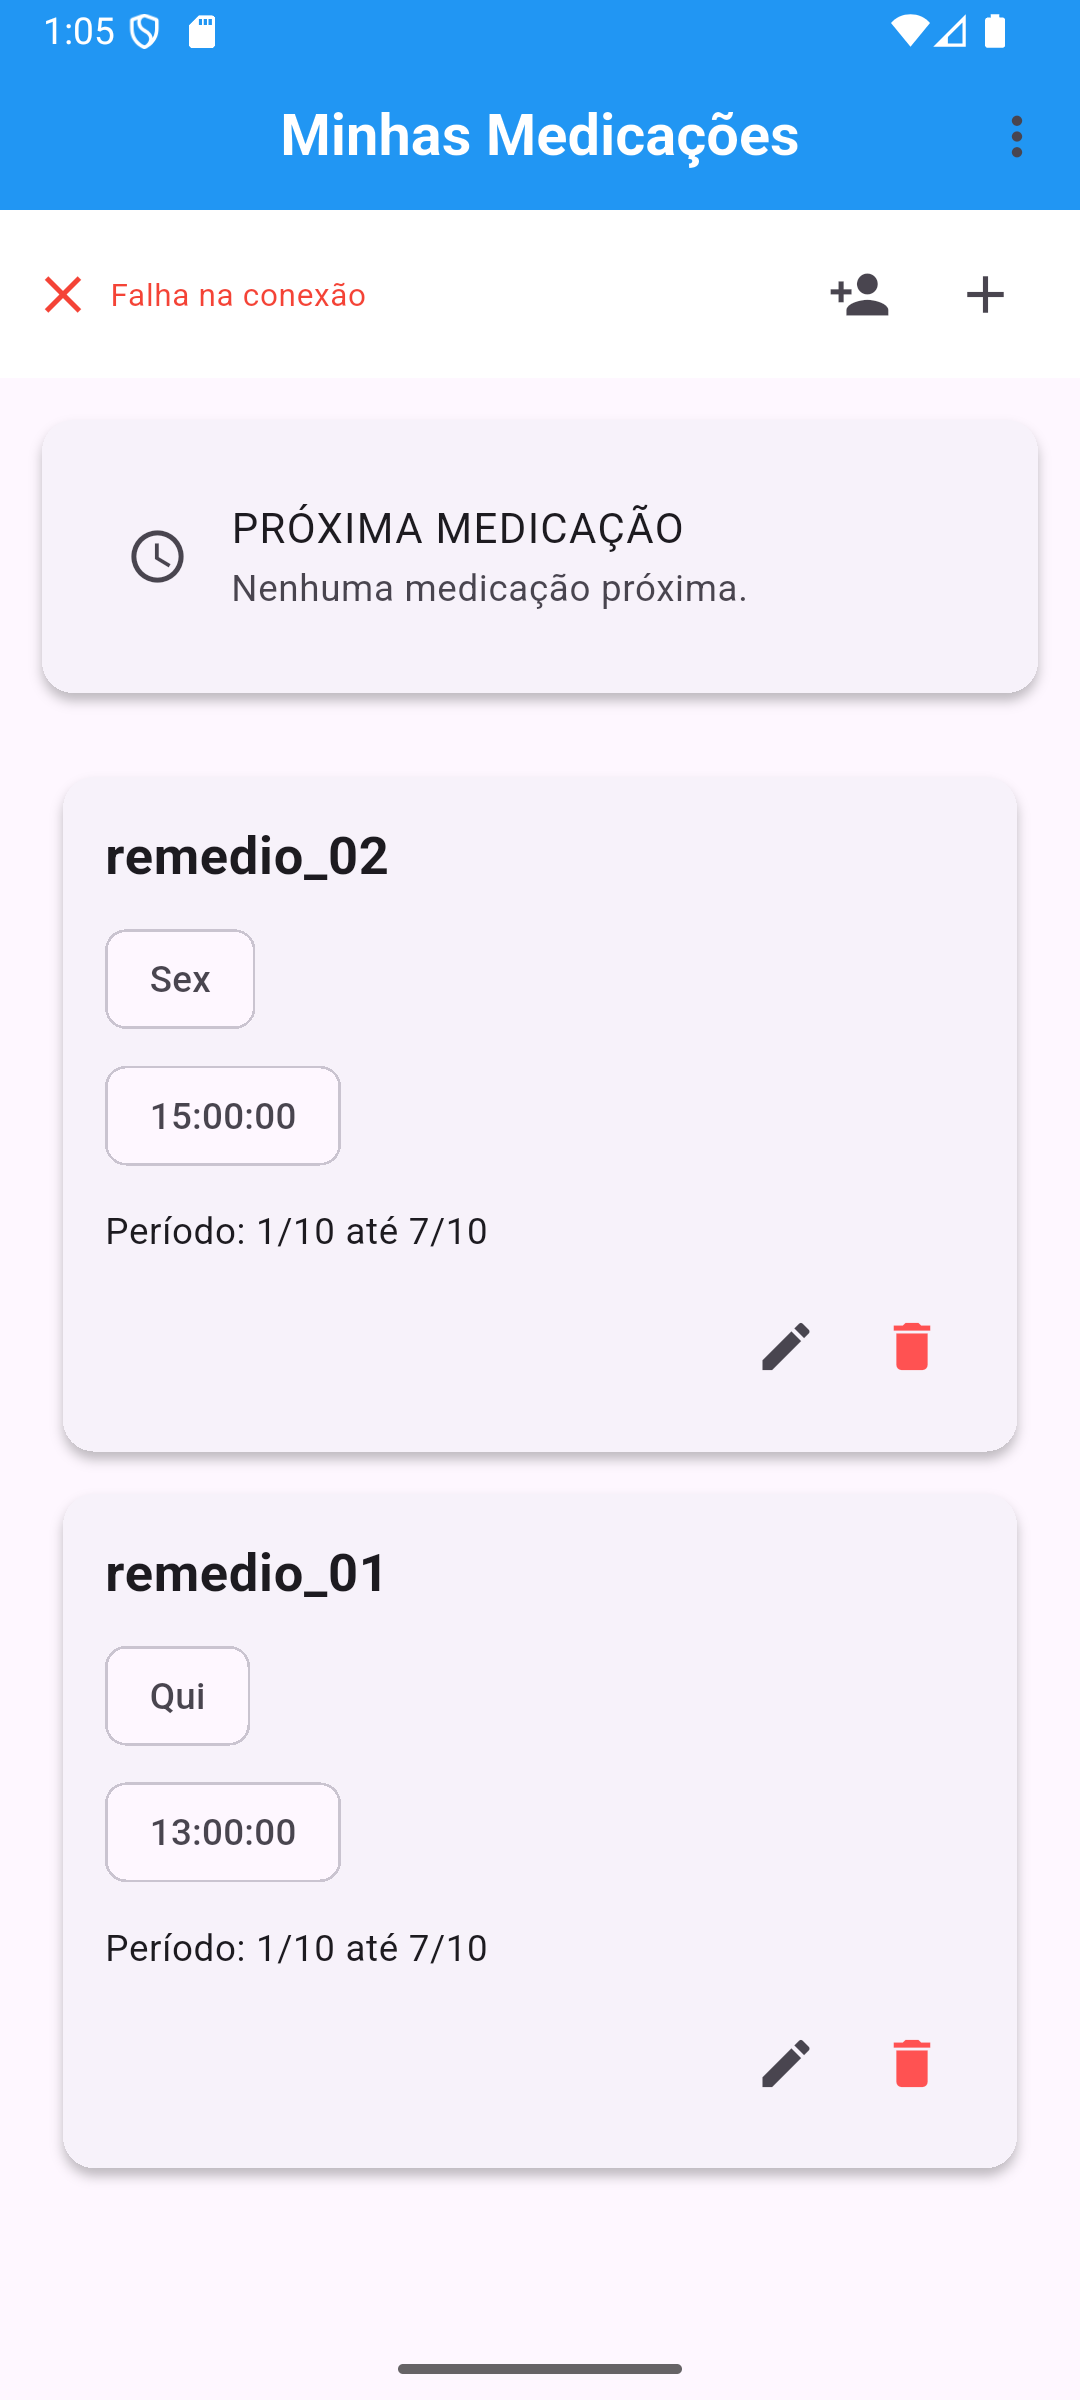 1:05
Minhas Medicações
Falha na conexão
PRÓXIMA MEDICAÇÃO
Nenhuma medicação próxima.
remedio_02
Sex
15:00:00
Período: 1/10 até 7/10
remedio_01
Qui
13:00:00
Período: 1/10 até 7/10